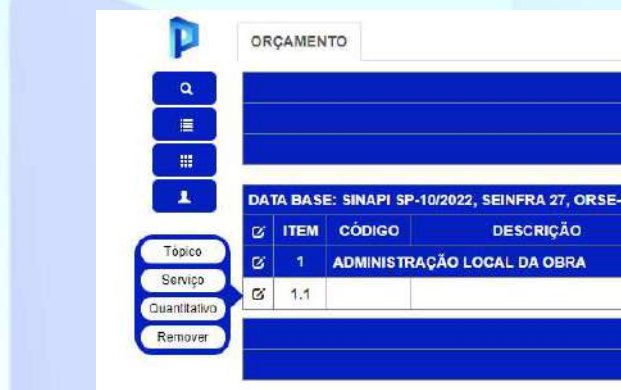 ORÇAMENTO
DATA BASE: SINAPI SP-10/2022, SEINFRA 27, ORSE-
ITEM CÓDIGO DESCRIÇÃO
1 ADMINISTRAÇÃO LOCAL DA OBRA
1.1
Tópico
Serviço
Quantitativo
Remover